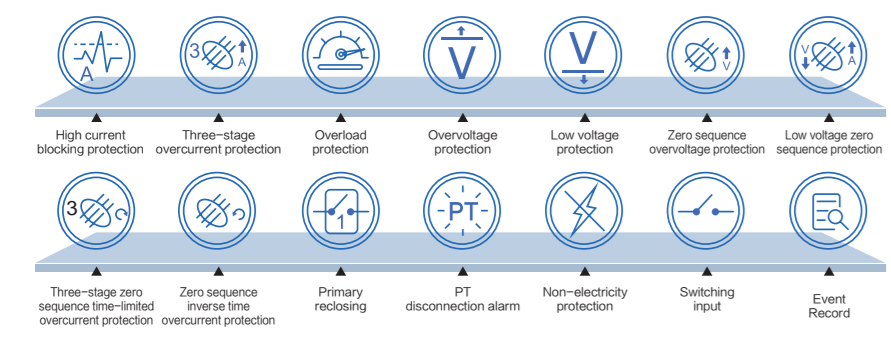 A
3
A
V
V
V
V
A
High current
blocking protection
Three-stage
overcurrent protection
Overload
protection
Overvoltage
protection
Low voltage
protection
Zero sequence
overvoltage protection
Low voltage zero
sequence protection
3
1
PT
Three-stage zero
sequence time-limited
overcurrent protection
Zero sequence
inverse time
overcurrent protection
Primary
reclosing
PT
disconnection alarm
Non-electricity
protection
Switching
input
Event
Record